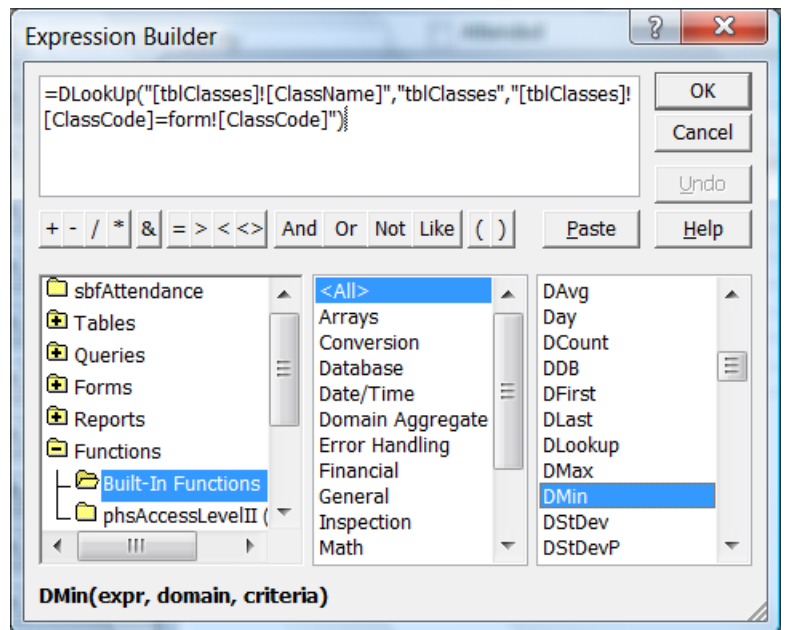 Expression Builder
=DLookUp("[tblClasses]![ClassName]","tblClasses","[tblClasses]!
[ClassCode]=form![ClassCode]")
OK
Cancel
Undo
+ - / * & = > < <> And Or Not Like ( ) Paste Help
sbfAttendance
Tables
Queries
Forms
Reports
Functions
Built-In Functions
phsAccessLevelII (
<All>
Arrays
Conversion
Database
Date/Time
Domain Aggregate
Error Handling
Financial
General
Inspection
Math
DAvg
Day
DCount
DDB
DFirst
DLast
DLookup
DMax
DMin
DStDev
DStDevP
DMin(expr, domain, criteria)